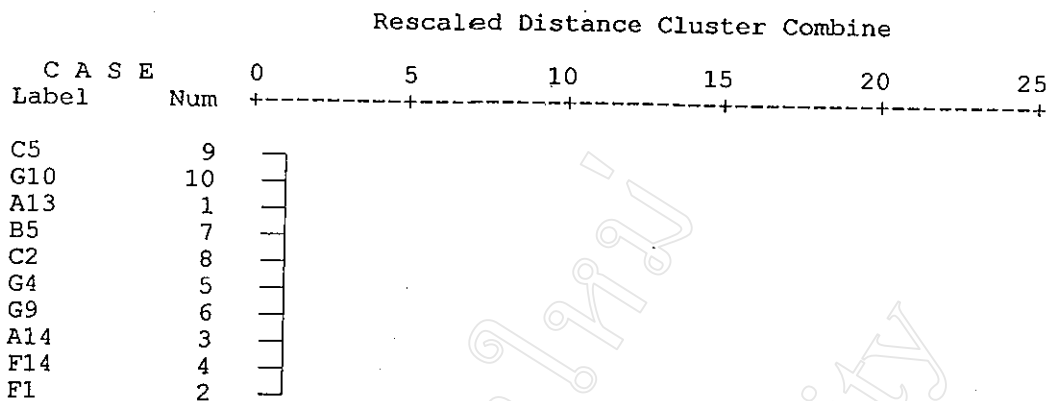 Rescaled Distance Cluster Combine
C A S E 0 5 10 15 20 25
Label Num +---------+---------+---------+---------+---------+
C5 9
G10 10
A13 1
B5 7
C2 8
G4 5
G9 6
A14 3
F14 4
F1 2